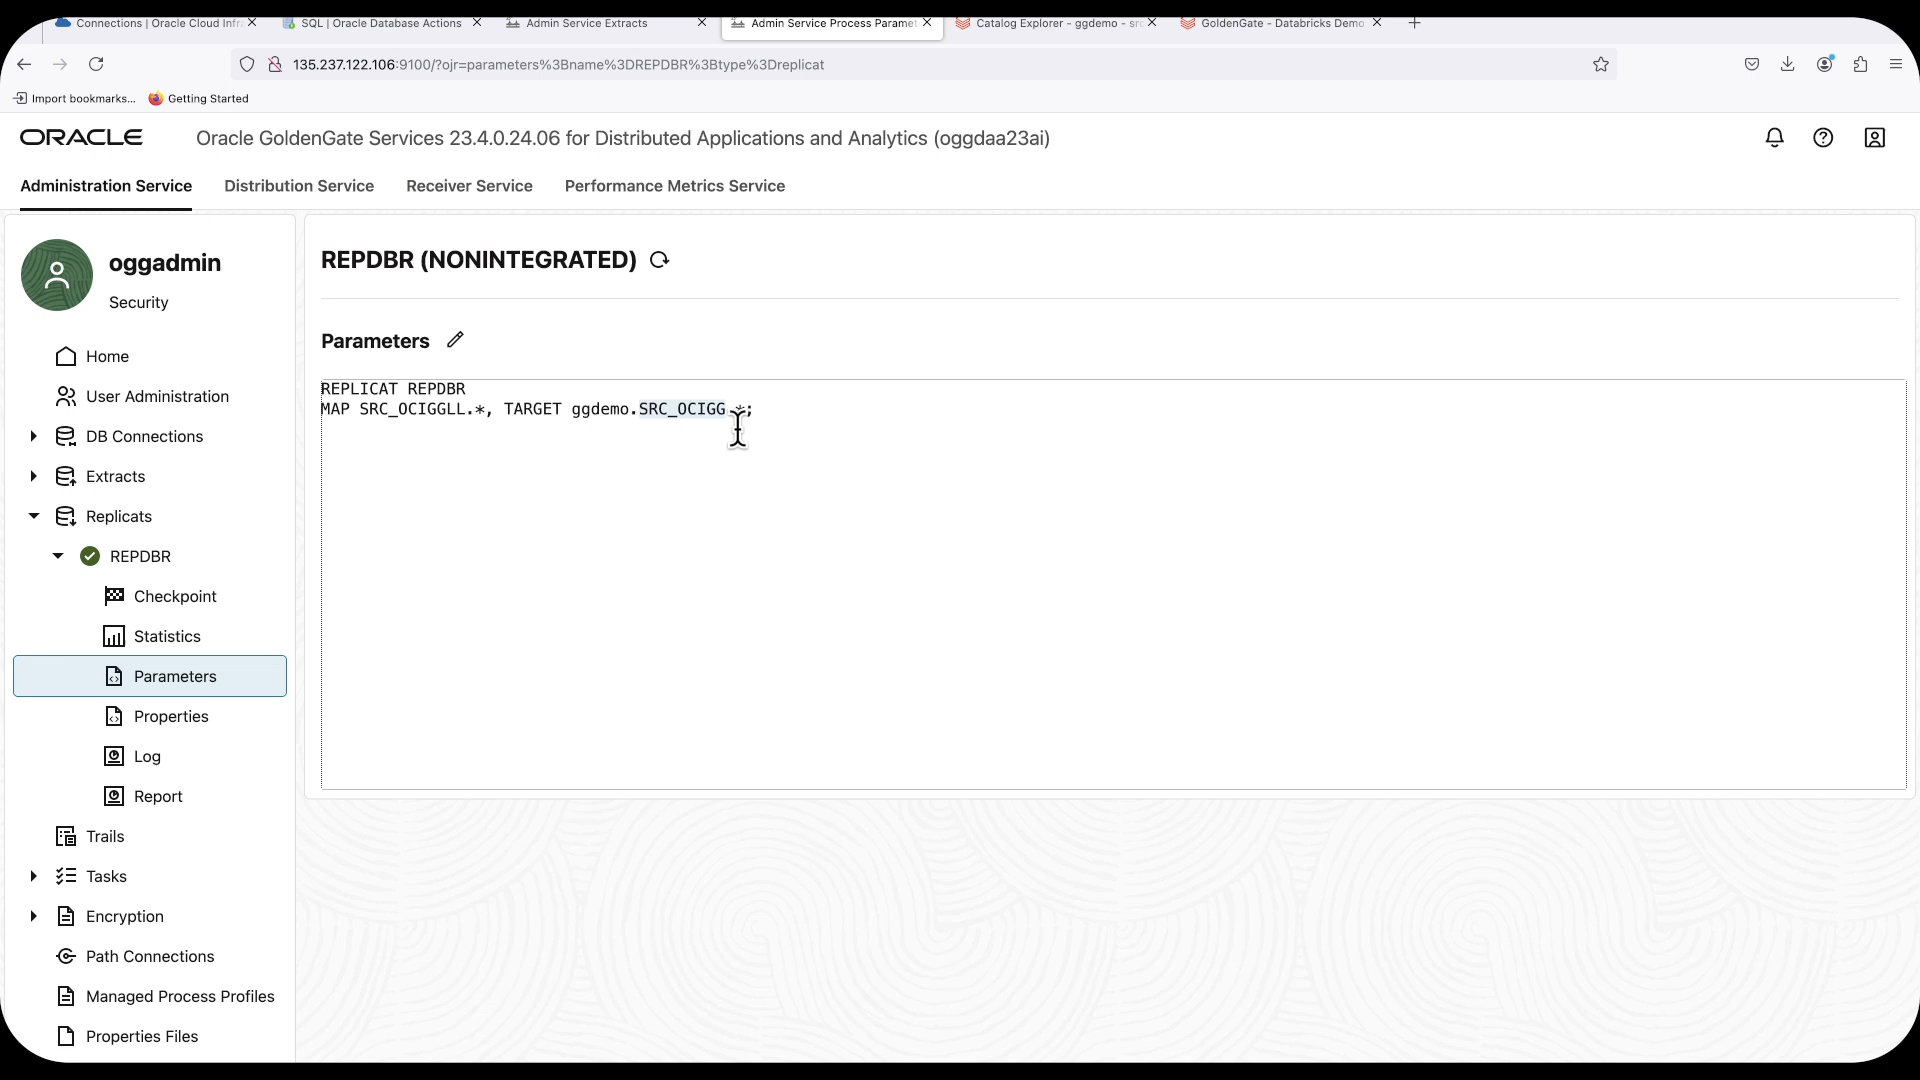 Connections | Oracle Cloud Infra
SQL | Oracle Database Actions
Admin Service Extracts
Admin Service Process Paramet
Catalog Explorer - ggdemo - src
GoldenGate - Databricks Demo
135.237.122.106:9100/?ojr=parameters%3Bname%3DREPDBR%3Btype%3Dreplicat
Import bookmarks...
Getting Started
ORACLE
Oracle GoldenGate Services 23.4.0.24.06 for Distributed Applications and Analytics (oggdaa23ai)
Administration Service
Distribution Service
Receiver Service
Performance Metrics Service
oggadmin
Security
Home
User Administration
DB Connections
Extracts
Replicats
REPDBR
Checkpoint
Statistics
Parameters
Properties
Log
Report
Trails
Tasks
Encryption
Path Connections
Managed Process Profiles
Properties Files
REPDBR (NONINTEGRATED)
Parameters
REPLICAT REPDBR
MAP SRC_OCIGGLL.*, TARGET ggdemo.SRC_OCIGG.*;